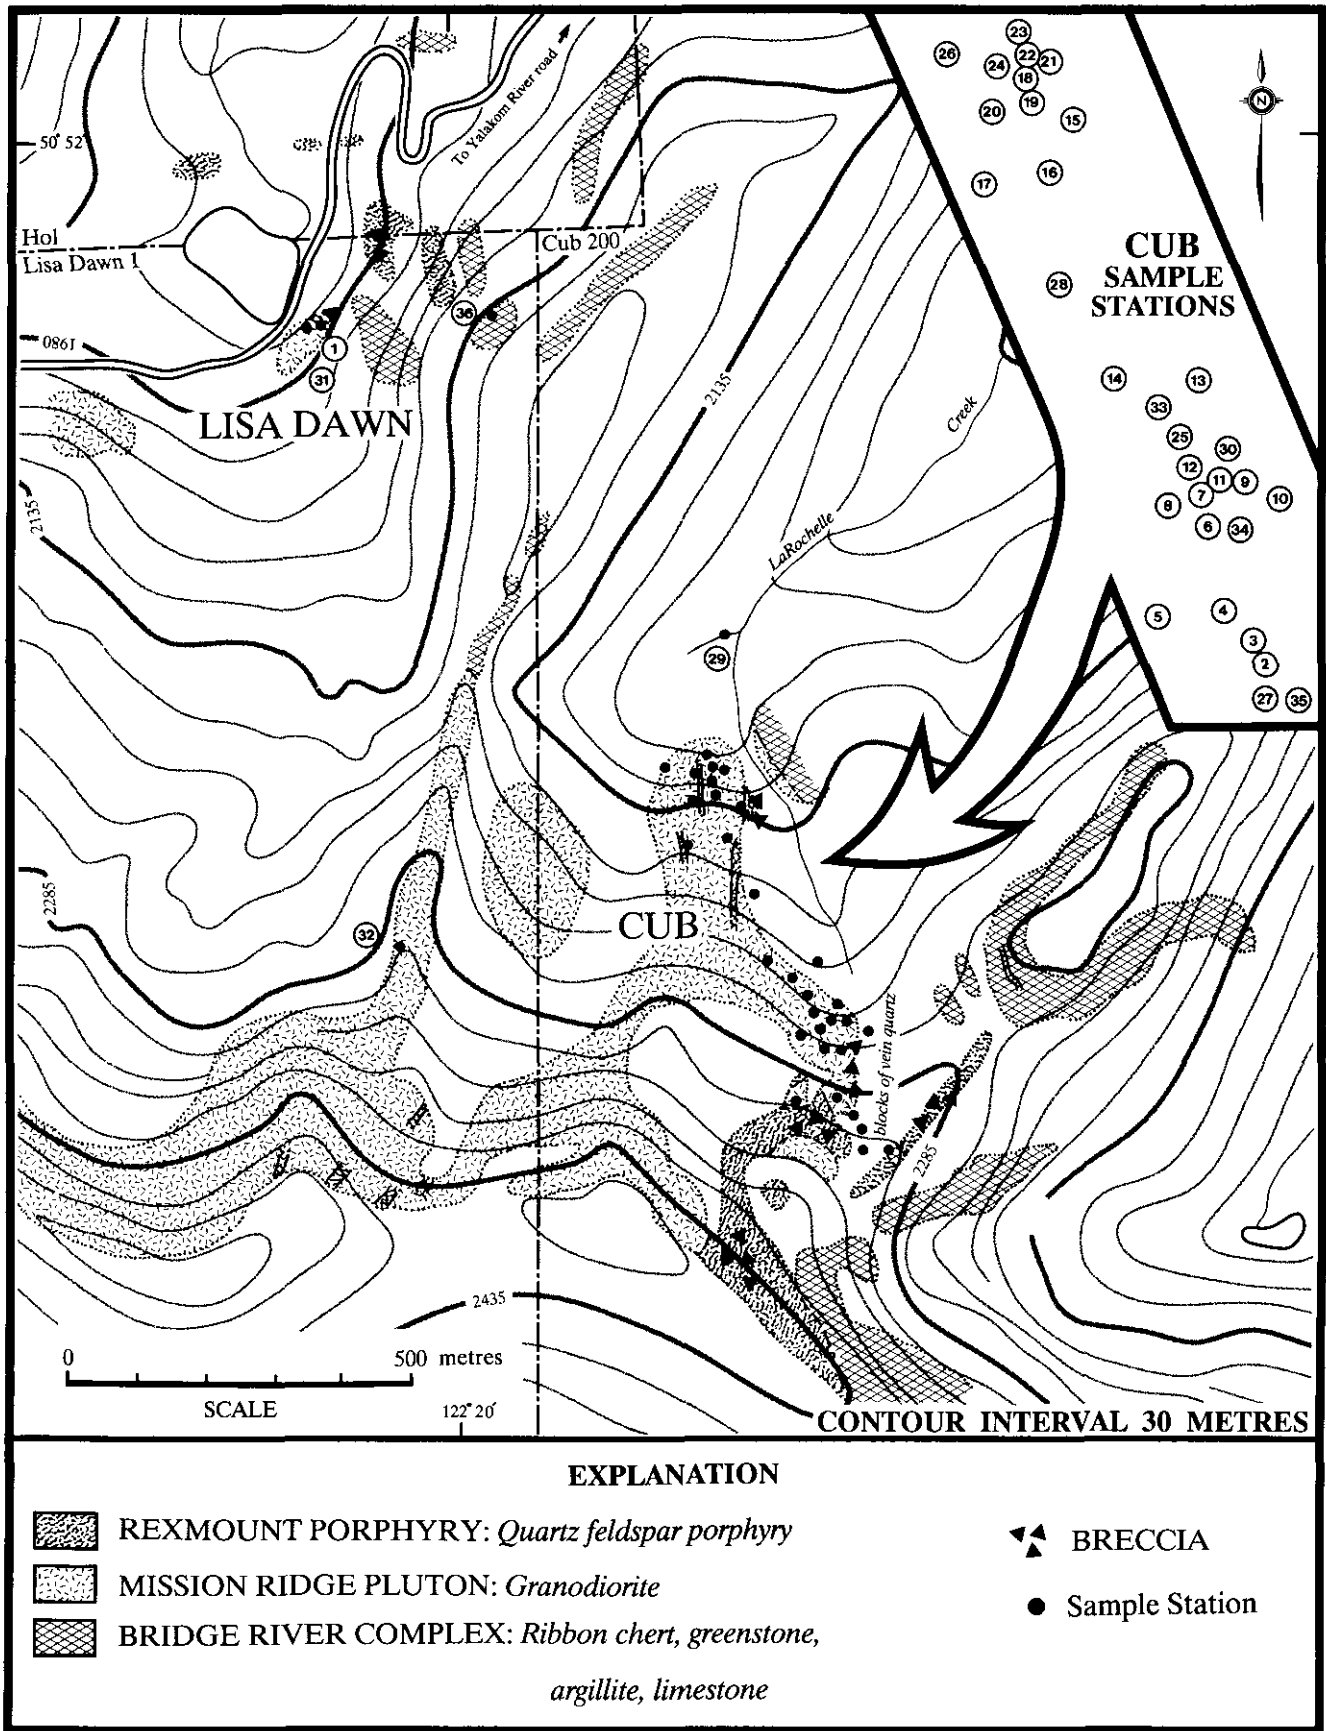 23
26
22
21
24
18
19
20
15
N
50° 52'
To Yalakom River road
16
17
Hol
Lisa Dawn 1
Cub 200
CUB
SAMPLE
STATIONS
28
36
1980
1
31
14
13
33
2135
LISA DAWN
Creek
25
30
12
11
9
7
10
8
6
34
2135
LaRochelle
5
4
3
2
29
27
35
2285
CUB
32
blocks of vein quartz
2285
2435
0
500 metres
SCALE
122° 20'
CONTOUR INTERVAL 30 METRES
EXPLANATION
REXMOUNT PORPHYRY: Quartz feldspar porphyry
BRECCIA
MISSION RIDGE PLUTON: Granodiorite
Sample Station
BRIDGE RIVER COMPLEX: Ribbon chert, greenstone,
argillite, limestone